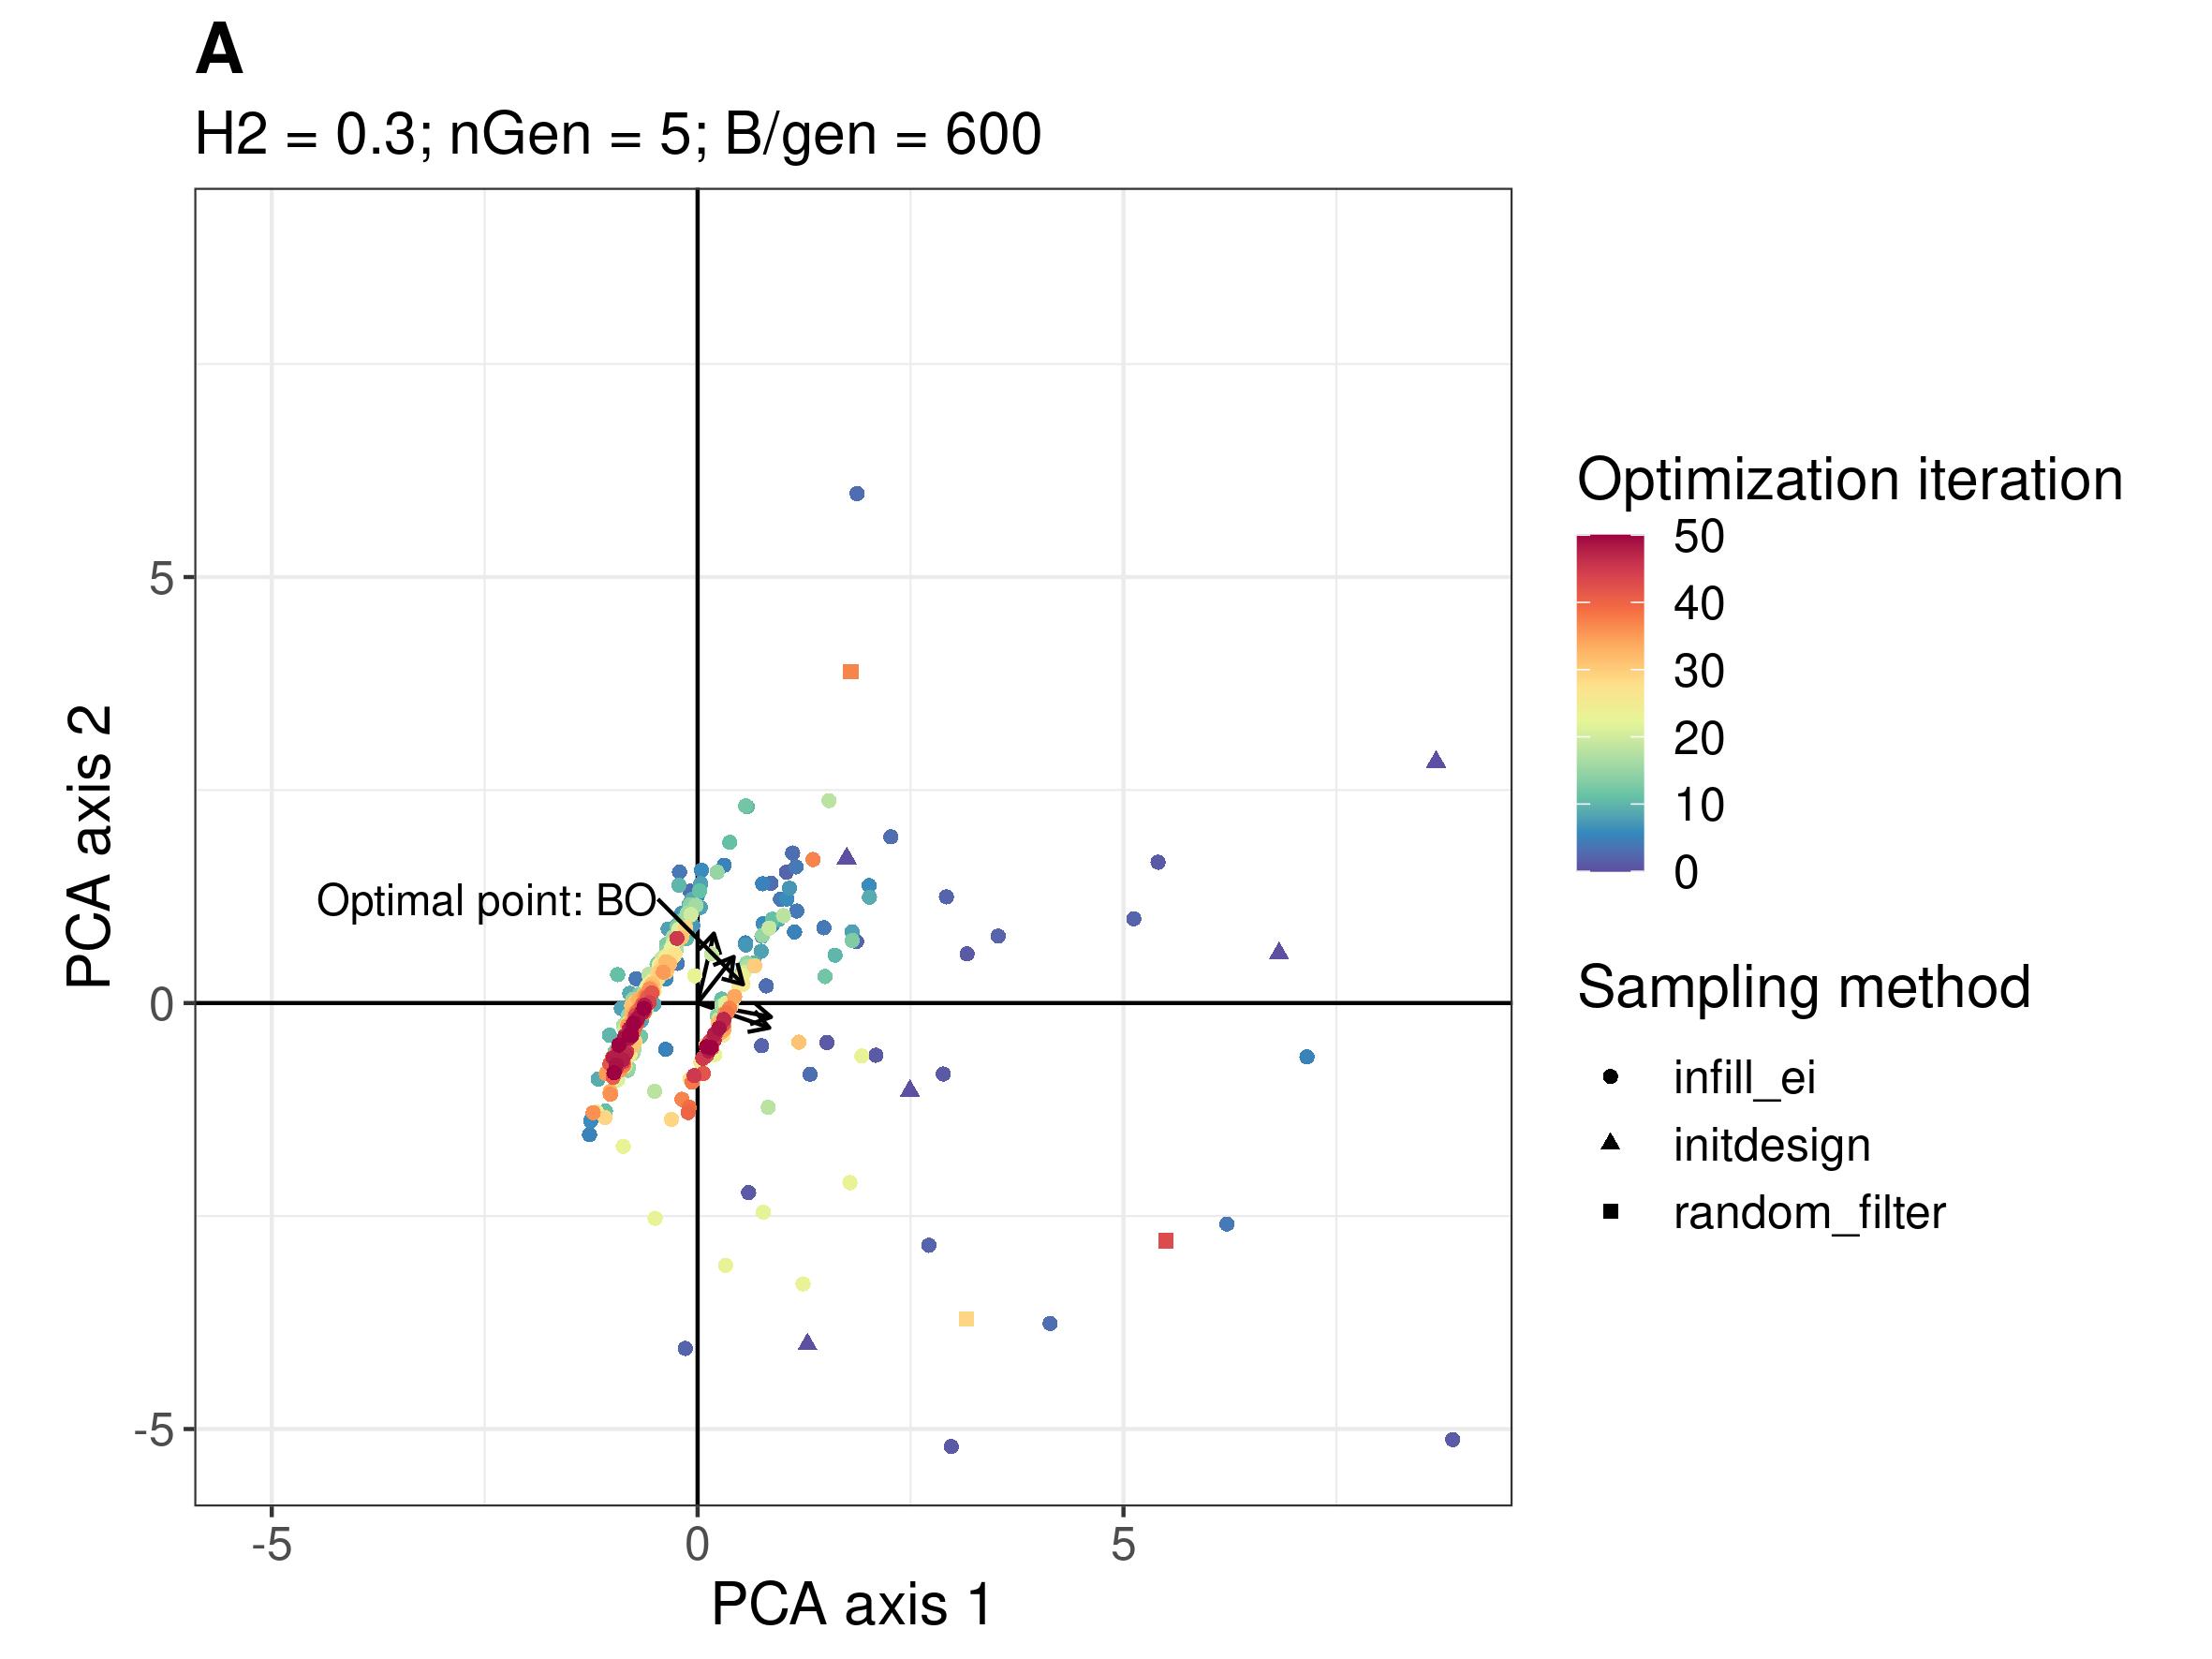 A
H2 = 0.3; nGen = 5; B/gen = 600
Optimal point: BO
5
0
-5
-5
0
5
PCA axis 1
PCA axis 2
Optimization iteration
50
40
30
20
10
0
Sampling method
infill_ei
initdesign
random_filter